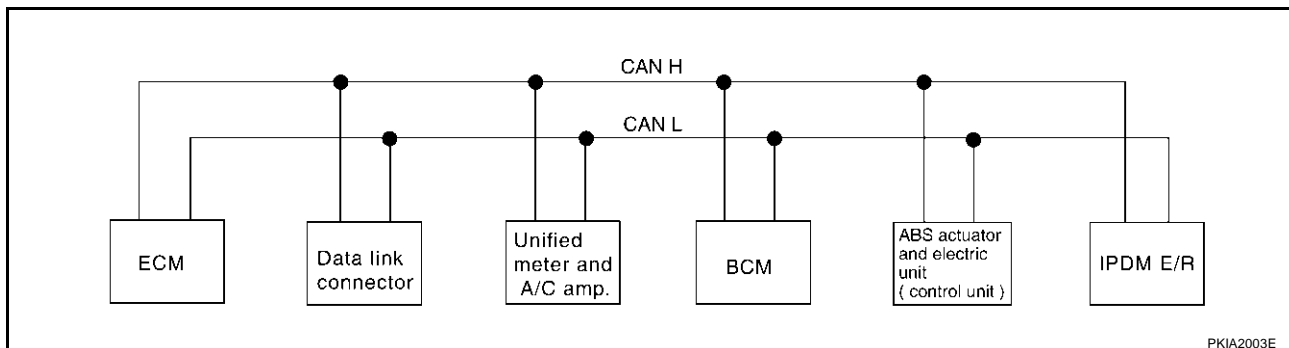 CAN H
CAN L
ECM
Data link
connector
Unified
meter and
A/C amp.
BCM
ABS actuator
and electric
unit
( control unit )
IPDM E/R
PKIA2003E